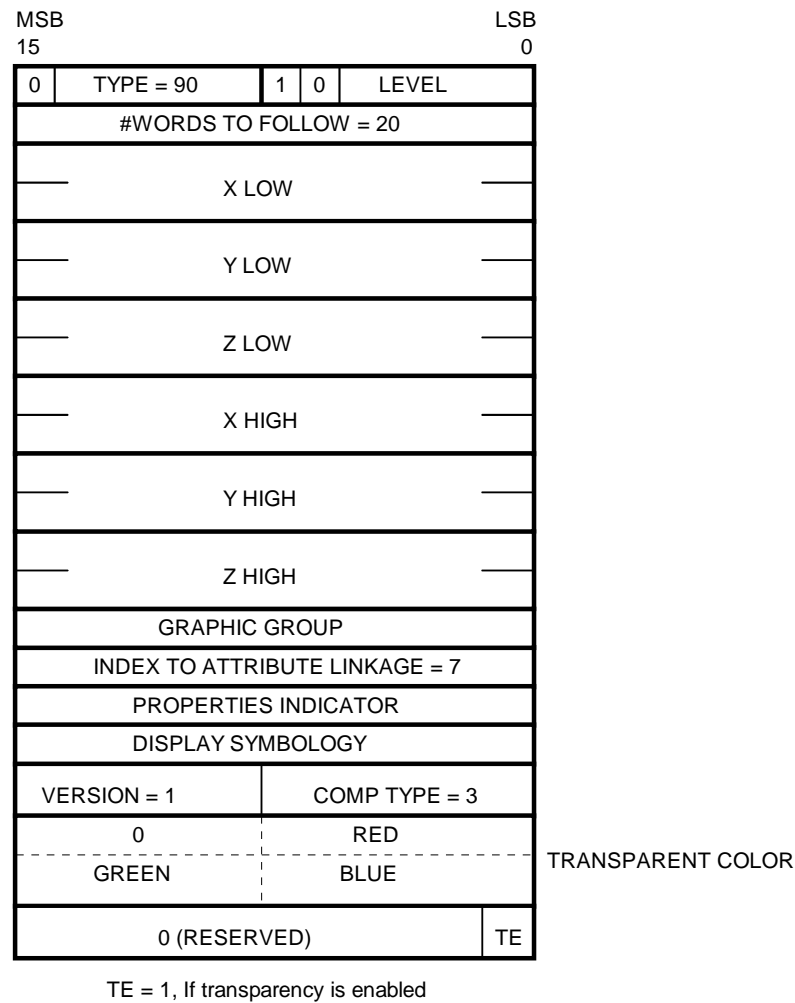 MSB LSB
15 0
0 TYPE = 90 1 0 LEVEL
#WORDS TO FOLLOW = 20
X LOW
Y LOW
Z LOW
X HIGH
Y HIGH
Z HIGH
GRAPHIC GROUP
INDEX TO ATTRIBUTE LINKAGE = 7
PROPERTIES INDICATOR
DISPLAY SYMBOLOGY
VERSION = 1 COMP TYPE = 3
0 RED
GREEN BLUE
TRANSPARENT COLOR
0 (RESERVED) TE
TE = 1, If transparency is enabled